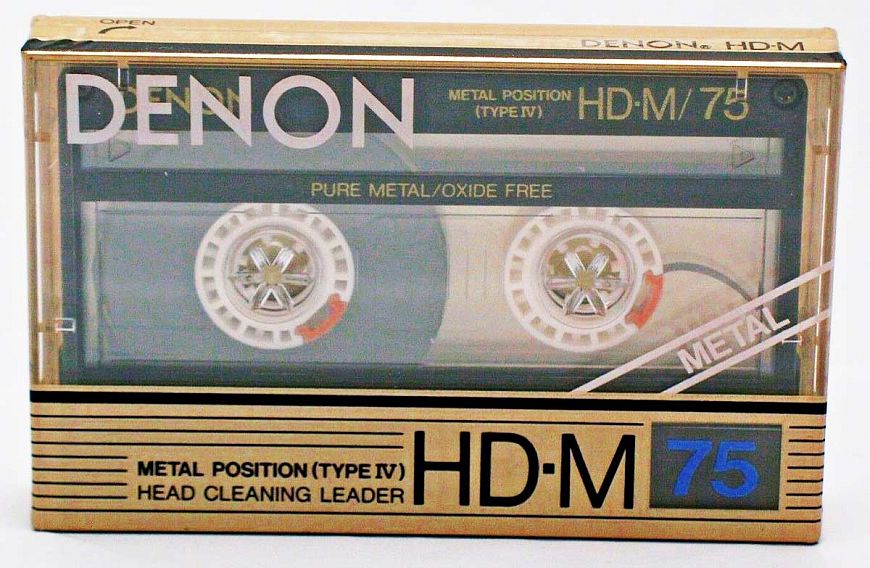 OPEN
DENON® HD·M
DENON
DENON
METAL POSITION
(TYPE IV)
HD·M/75
PURE METAL/OXIDE FREE
METAL
METAL POSITION (TYPE IV)
HEAD CLEANING LEADER
HD·M
75